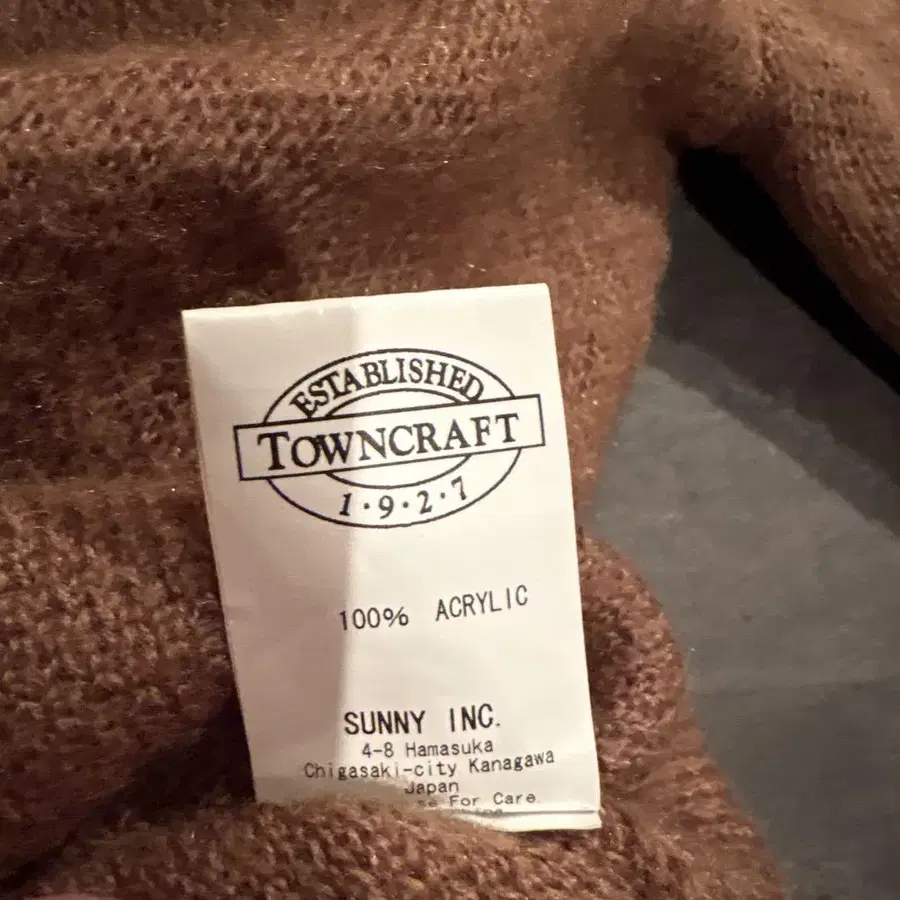 ESTABLISHED
TOWNCRAFT
1·9·2·7
100% ACRYLIC
SUNNY INC.
4-8 Hamasuka
Chigasaki-city Kanagawa
Japan
For Care